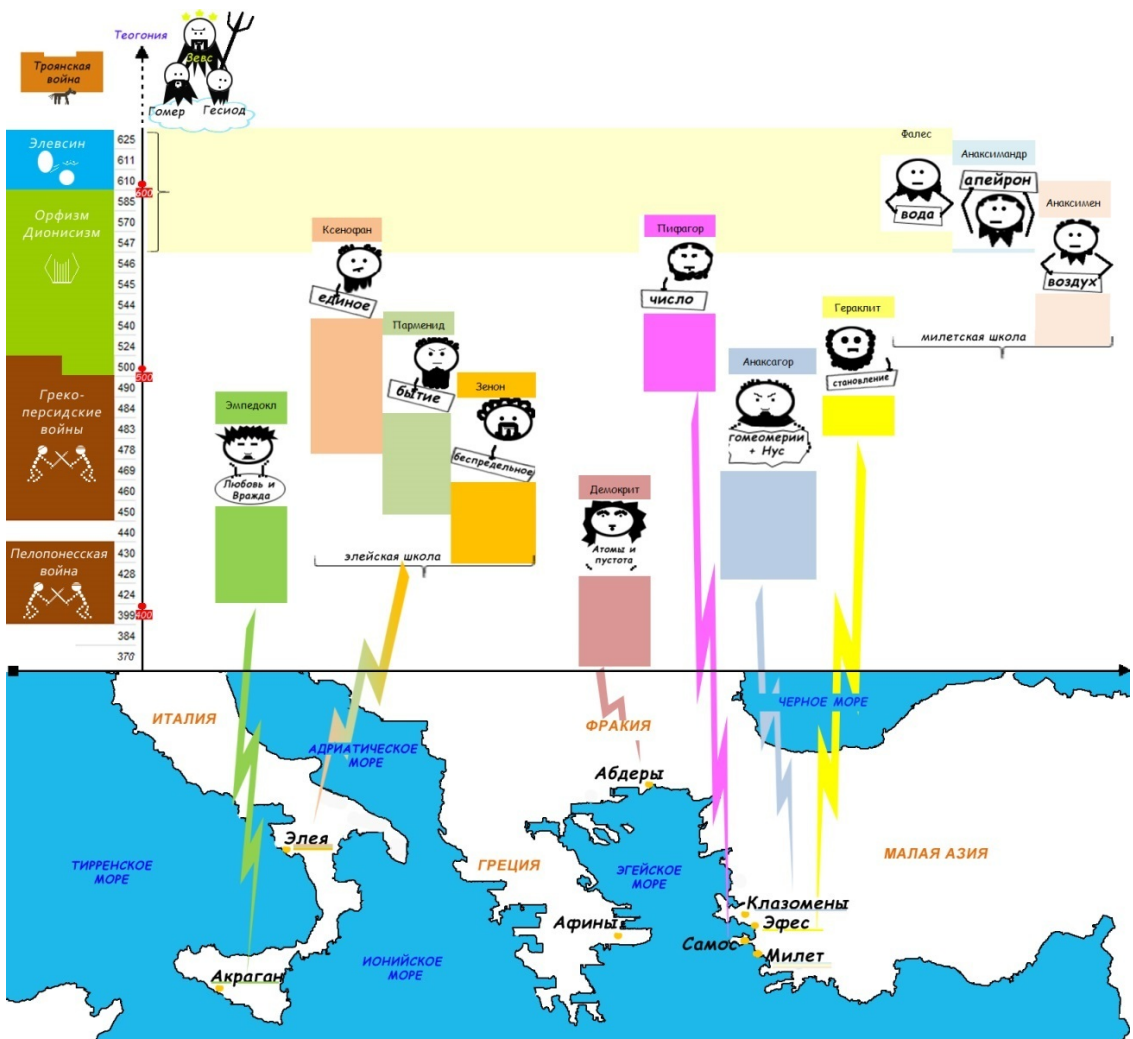 Теогония
Зевс
Гомер
Гесиод
Троянская
война
Элевсин
Орфизм
Дионисизм
Греко-
персидские
войны
Пелопонесская
война
625
611
610
600
585
570
547
546
545
544
540
524
500
500
490
484
483
478
469
460
450
440
430
428
424
399
400
384
370
Фалес
вода
Анаксимандр
апейрон
Анаксимен
воздух
милетская школа
Ксенофан
единое
Парменид
бытие
Зенон
беспредельное
элейская школа
Пифагор
число
Гераклит
становление
Анаксагор
гомеомерии
+ Нус
Эмпедокл
Любовь и
Вражда
Демокрит
Атомы и
пустота
ИТАЛИЯ
АДРИАТИЧЕСКОЕ
МОРЕ
ФРАКИЯ
ЧЕРНОЕ МОРЕ
Абдеры
Элея
ТИРРЕНСКОЕ
МОРЕ
ГРЕЦИЯ
ЭГЕЙСКОЕ
МОРЕ
МАЛАЯ АЗИЯ
Клазомены
Эфес
Афины
Самос
Милет
ИОНИЙСКОЕ
МОРЕ
Акраган